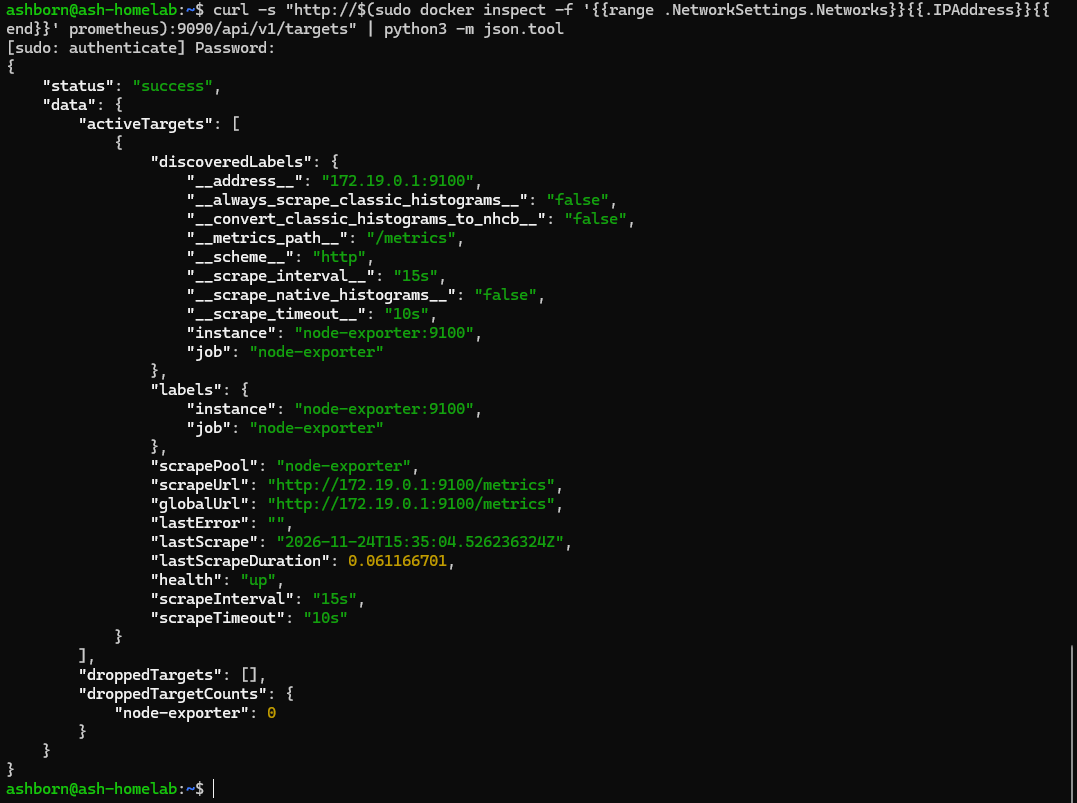 ashborn@ash-homelab:~$ curl -s "http://$(sudo docker inspect -f '{{range .NetworkSettings.Networks}}{{.IPAddress}}{{
end}}' prometheus):9090/api/v1/targets" | python3 -m json.tool
[sudo: authenticate] Password:
{
    "status": "success",
    "data": {
        "activeTargets": [
            {
                "discoveredLabels": {
                    "__address__": "172.19.0.1:9100",
                    "__always_scrape_classic_histograms__": "false",
                    "__convert_classic_histograms_to_nhcb__": "false",
                    "__metrics_path__": "/metrics",
                    "__scheme__": "http",
                    "__scrape_interval__": "15s",
                    "__scrape_native_histograms__": "false",
                    "__scrape_timeout__": "10s",
                    "instance": "node-exporter:9100",
                    "job": "node-exporter"
                },
                "labels": {
                    "instance": "node-exporter:9100",
                    "job": "node-exporter"
                },
                "scrapePool": "node-exporter",
                "scrapeUrl": "http://172.19.0.1:9100/metrics",
                "globalUrl": "http://172.19.0.1:9100/metrics",
                "lastError": "",
                "lastScrape": "2026-11-24T15:35:04.526236324Z",
                "lastScrapeDuration": 0.061166701,
                "health": "up",
                "scrapeInterval": "15s",
                "scrapeTimeout": "10s"
            }
        ],
        "droppedTargets": [],
        "droppedTargetCounts": {
            "node-exporter": 0
        }
    }
}
ashborn@ash-homelab:~$